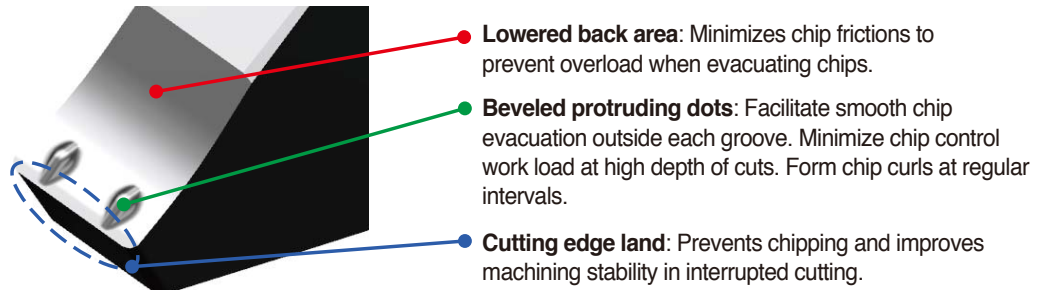 Lowered back area: Minimizes chip frictions to
prevent overload when evacuating chips.
Beveled protruding dots: Facilitate smooth chip
evacuation outside each groove. Minimize chip control
work load at high depth of cuts. Form chip curls at regular
intervals.
Cutting edge land: Prevents chipping and improves
machining stability in interrupted cutting.